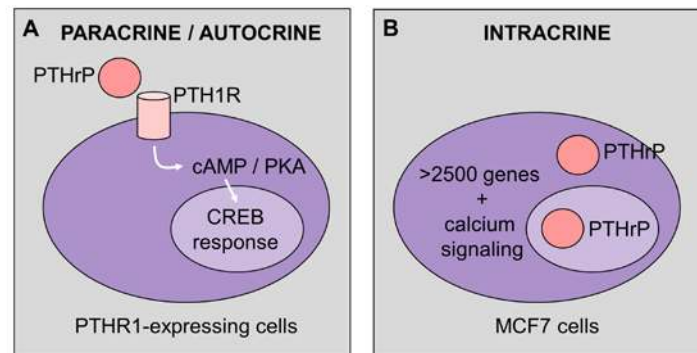 A PARACRINE / AUTOCRINE
PTHrP
PTH1R
cAMP / PKA
CREB
response
PTHR1-expressing cells
B INTRACRINE
PTHrP
>2500 genes
+
calcium
signaling
PTHrP
MCF7 cells